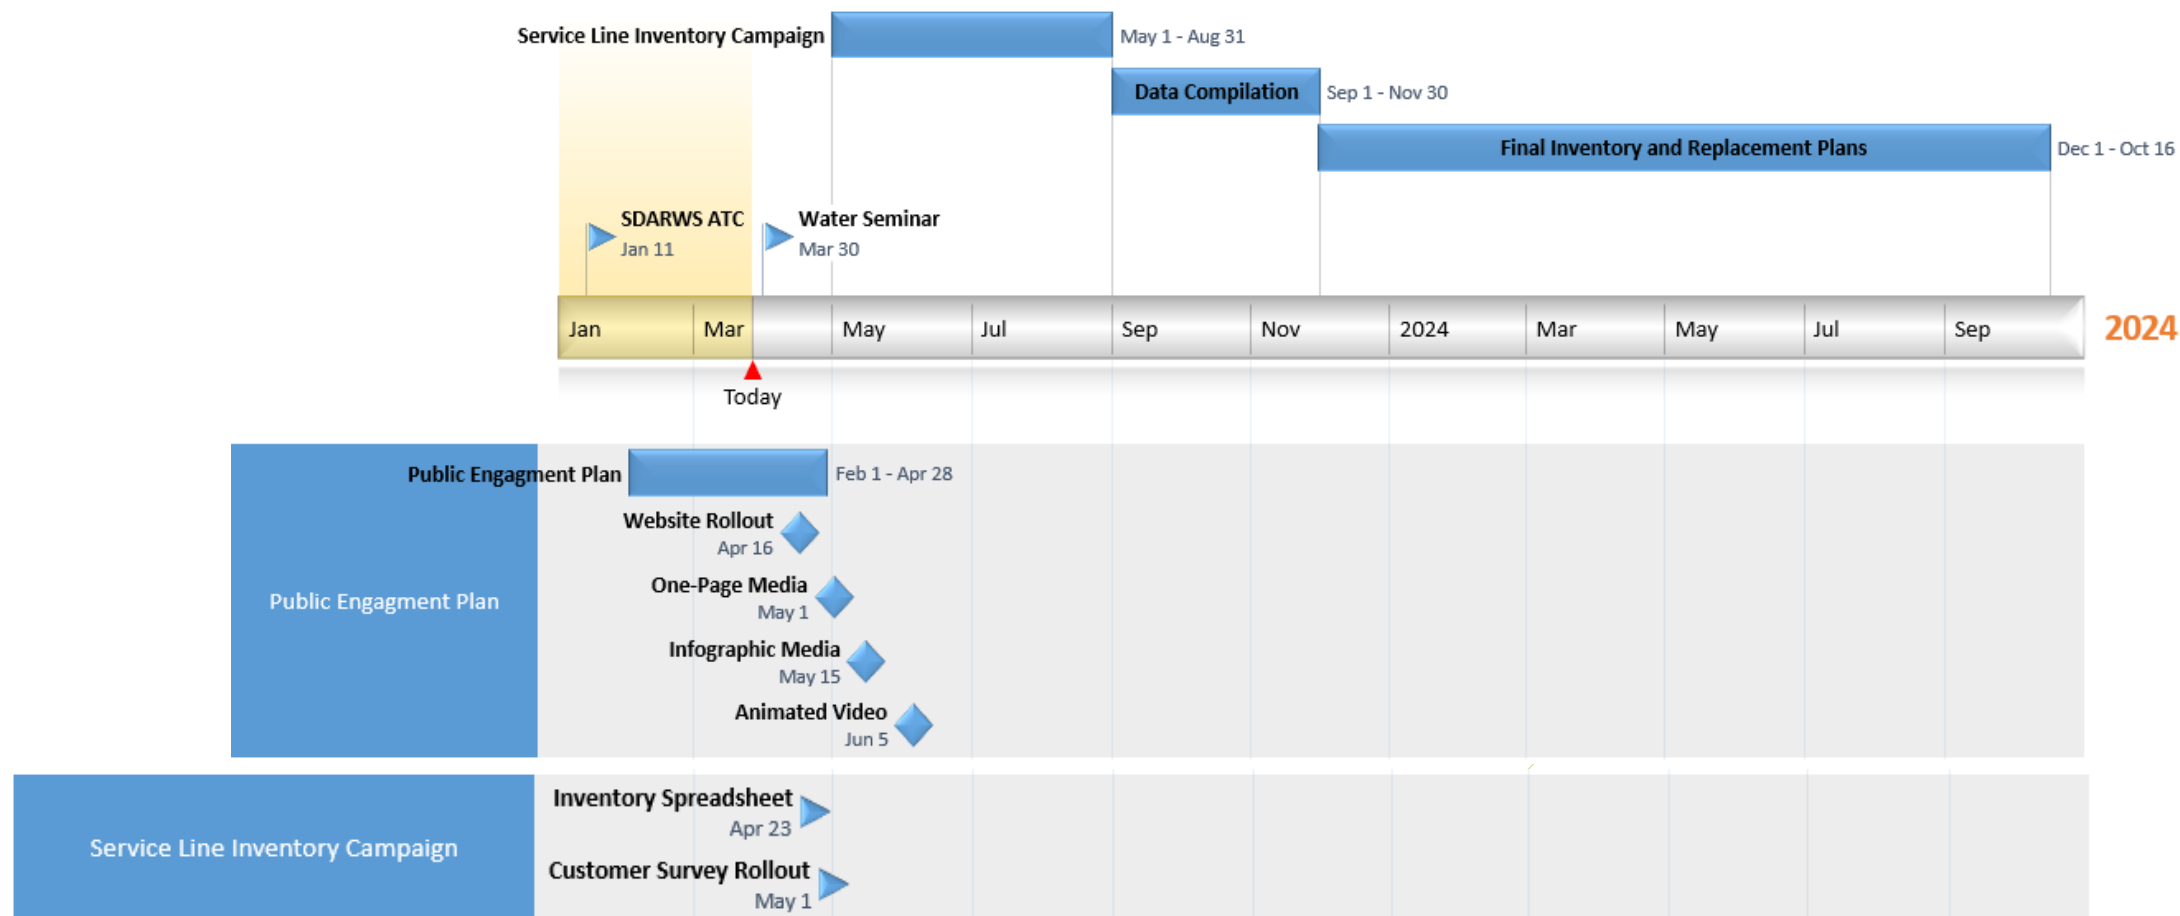 Service Line Inventory Campaign
May 1 - Aug 31
Data Compilation
Sep 1 - Nov 30
Final Inventory and Replacement Plans
Dec 1 - Oct 16
SDARWS ATC
Jan 11
Water Seminar
Mar 30
Jan Mar May Jul Sep Nov 2024 Mar May Jul Sep
2024
Today
Public Engagment Plan
Public Engagment Plan
Feb 1 - Apr 28
Website Rollout
Apr 16
One-Page Media
May 1
Infographic Media
May 15
Animated Video
Jun 5
Service Line Inventory Campaign
Inventory Spreadsheet
Apr 23
Customer Survey Rollout
May 1